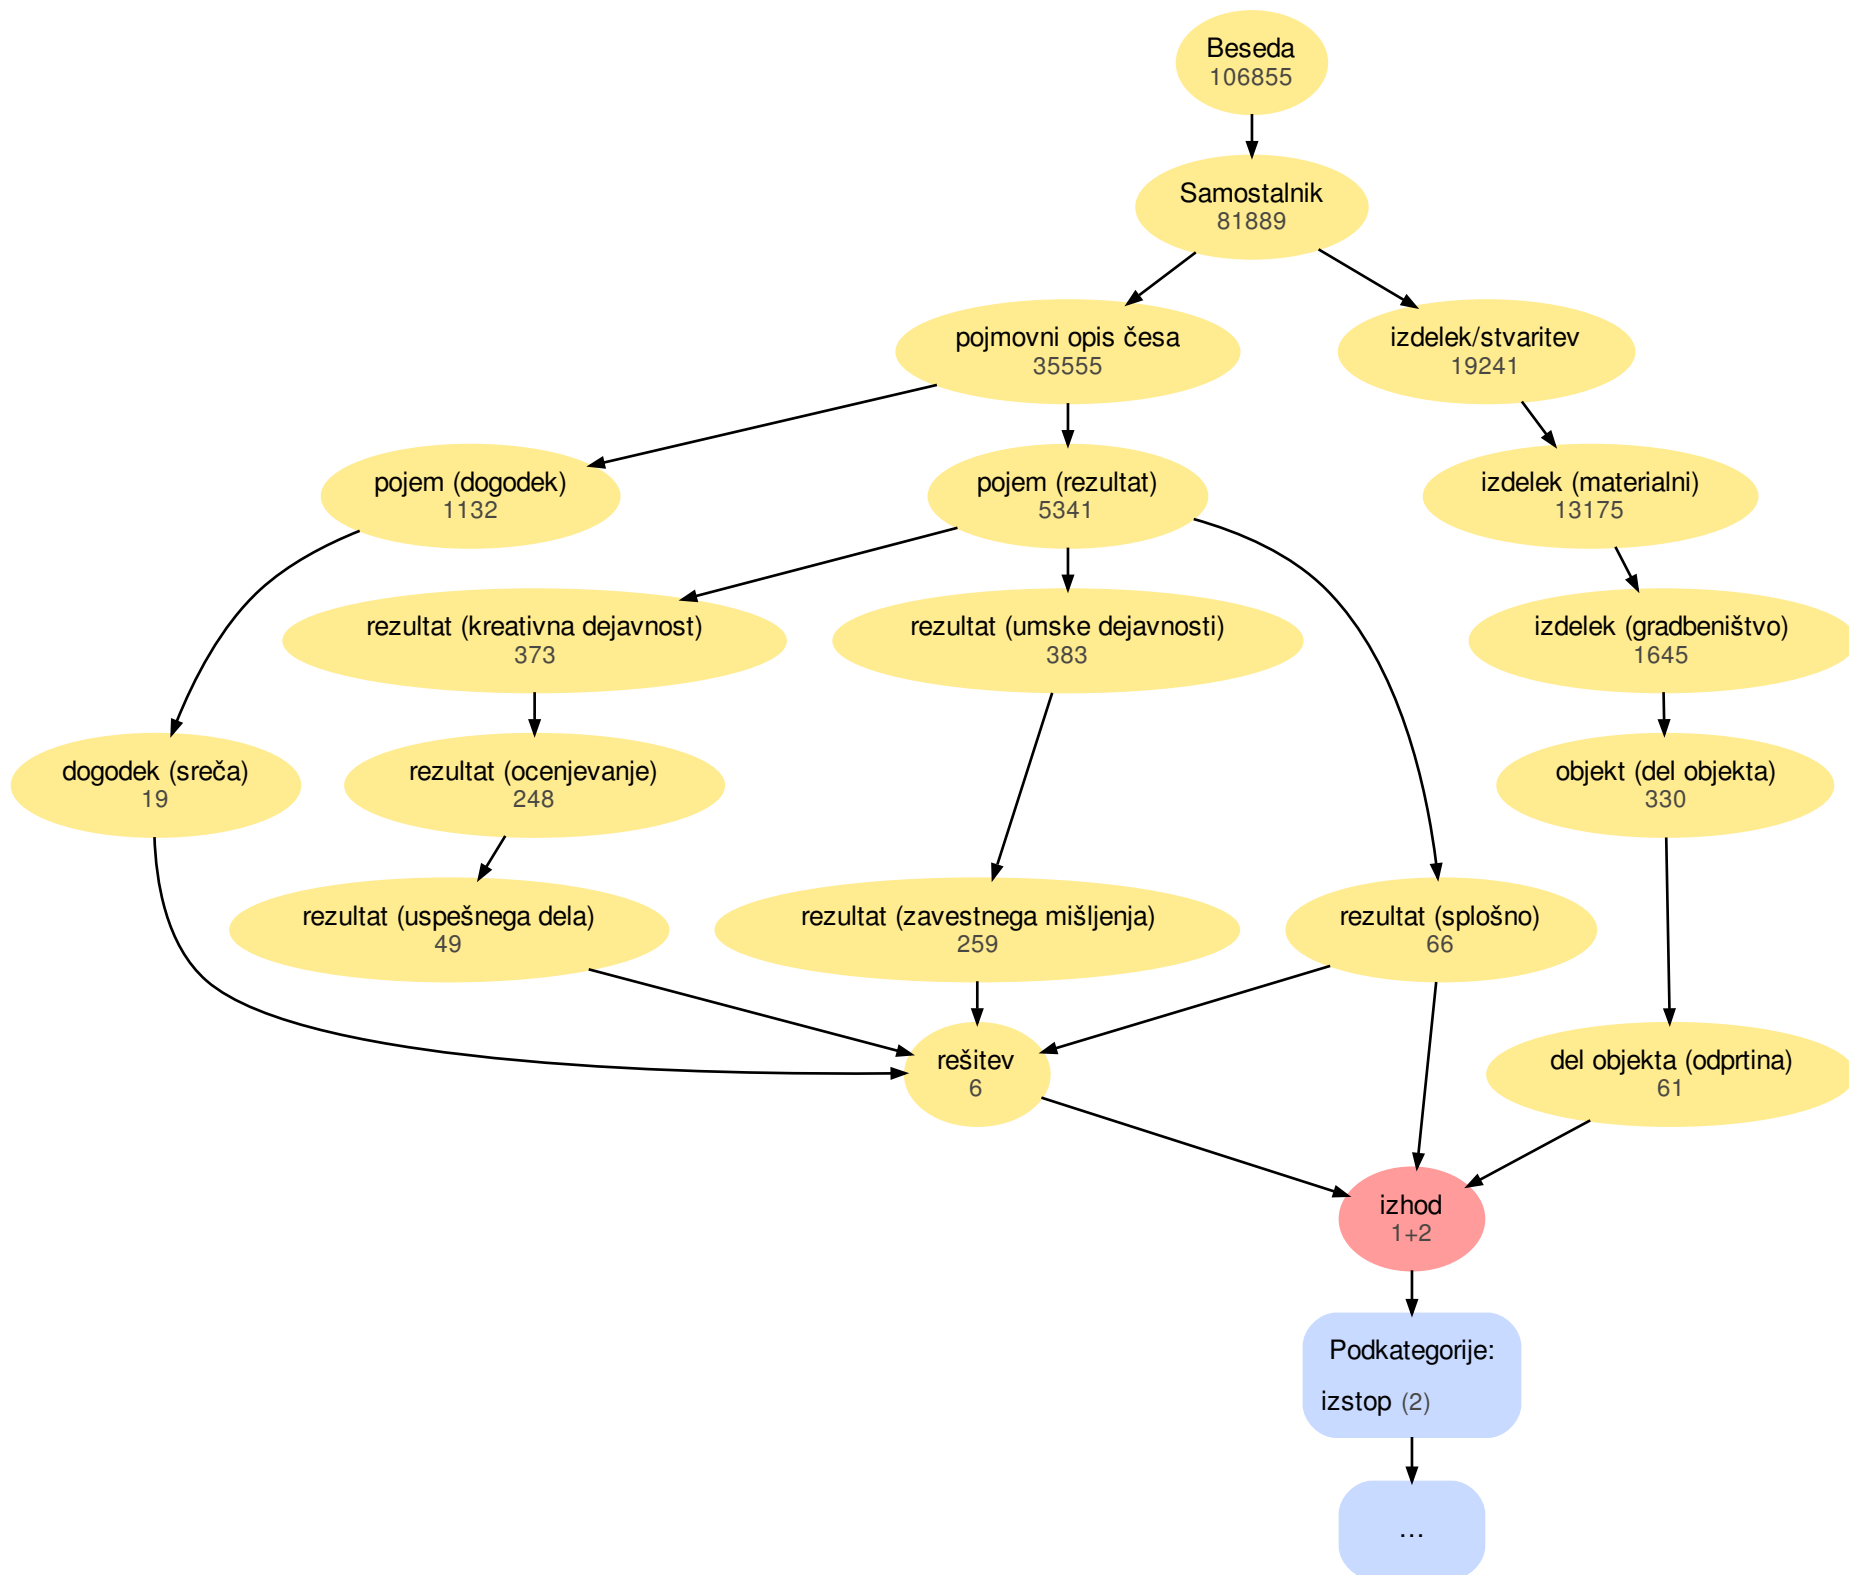 Beseda
106855
Samostalnik
81889
pojmovni opis česa
35555
izdelek/stvaritev
19241
pojem (dogodek)
1132
pojem (rezultat)
5341
izdelek (materialni)
13175
rezultat (kreativna dejavnost)
373
rezultat (umske dejavnosti)
383
izdelek (gradbeništvo)
1645
dogodek (sreča)
19
rezultat (ocenjevanje)
248
objekt (del objekta)
330
rezultat (uspešnega dela)
49
rezultat (zavestnega mišljenja)
259
rezultat (splošno)
66
rešitev
6
del objekta (odprtina)
61
izhod
1+2
Podkategorije:
izstop (2)
...